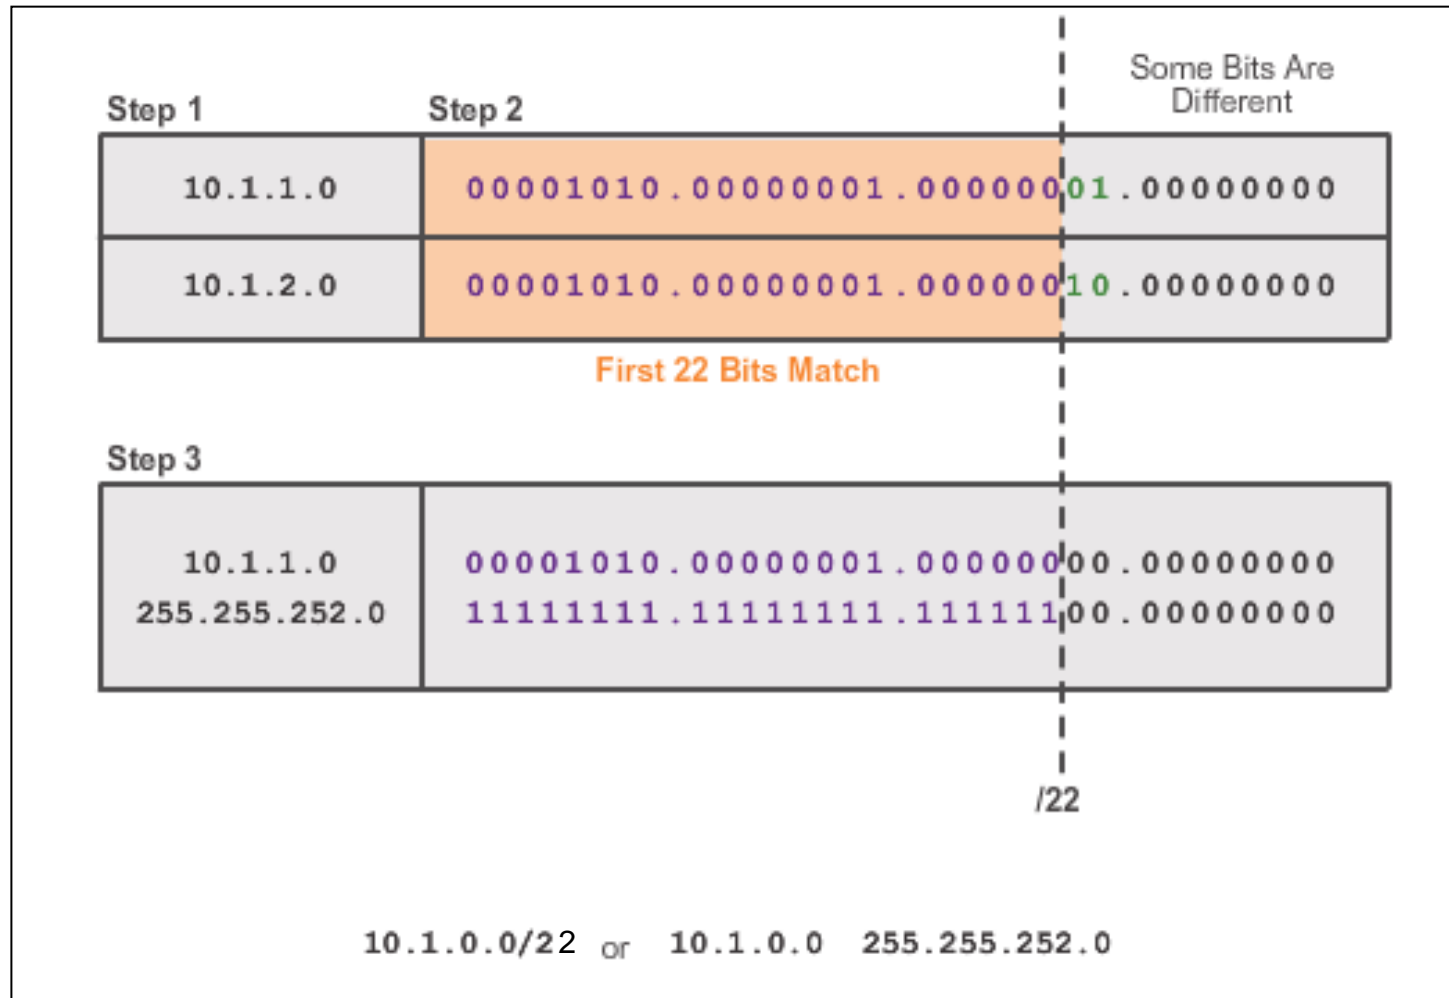 Some Bits Are
Different
Step 1 Step 2
10.1.1.0 00001010.00000001.00000001.00000000
10.1.2.0 00001010.00000001.00000010.00000000
First 22 Bits Match
Step 3
10.1.1.0 00001010.00000001.00000000.00000000
255.255.252.0 11111111.11111111.11111100.00000000
/22
10.1.0.0/22 or 10.1.0.0 255.255.252.0